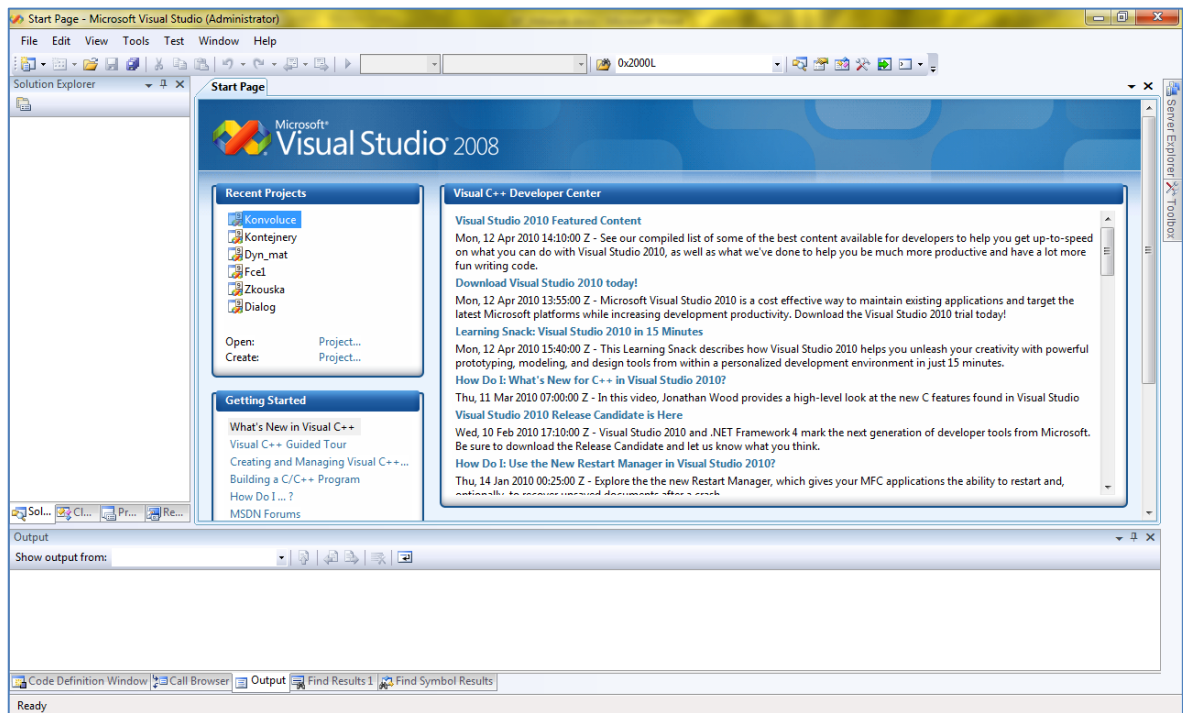 Start Page - Microsoft Visual Studio (Administrator)
File Edit View Tools Test Window Help
0x2000L
Solution Explorer
Start Page
Microsoft®
Visual Studio® 2008
Recent Projects
Konvoluce
Kontejnery
Dyn_mat
Fce1
Zkouska
Dialog
Open: Project...
Create: Project...
Getting Started
What's New in Visual C++
Visual C++ Guided Tour
Creating and Managing Visual C++...
Building a C/C++ Program
How Do I ... ?
MSDN Forums
Visual C++ Developer Center
Visual Studio 2010 Featured Content
Mon, 12 Apr 2010 14:10:00 Z - See our compiled list of some of the best content available for developers to help you get up-to-speed
on what you can do with Visual Studio 2010, as well as what we've done to help you be much more productive and have a lot more
fun writing code.
Download Visual Studio 2010 today!
Mon, 12 Apr 2010 13:55:00 Z - Microsoft Visual Studio 2010 is a cost effective way to maintain existing applications and target the
latest Microsoft platforms while increasing development productivity. Download the Visual Studio 2010 trial today!
Learning Snack: Visual Studio 2010 in 15 Minutes
Mon, 12 Apr 2010 15:40:00 Z - This Learning Snack describes how Visual Studio 2010 helps you unleash your creativity with powerful
prototyping, modeling, and design tools from within a personalized development environment in just 15 minutes.
How Do I: What's New for C++ in Visual Studio 2010?
Thu, 11 Mar 2010 07:00:00 Z - In this video, Jonathan Wood provides a high-level look at the new C features found in Visual Studio
Visual Studio 2010 Release Candidate is Here
Wed, 10 Feb 2010 17:10:00 Z - Visual Studio 2010 and .NET Framework 4 mark the next generation of developer tools from Microsoft.
Be sure to download the Release Candidate and let us know what you think.
How Do I: Use the New Restart Manager in Visual Studio 2010?
Thu, 14 Jan 2010 00:25:00 Z - Explore the the new Restart Manager, which gives your MFC applications the ability to restart and,
optionally, to recover unsaved documents after a crash
Server Explorer
Toolbox
Sol... Cl... Pr... Re...
Output
Show output from:
Code Definition Window Call Browser Output Find Results 1 Find Symbol Results
Ready